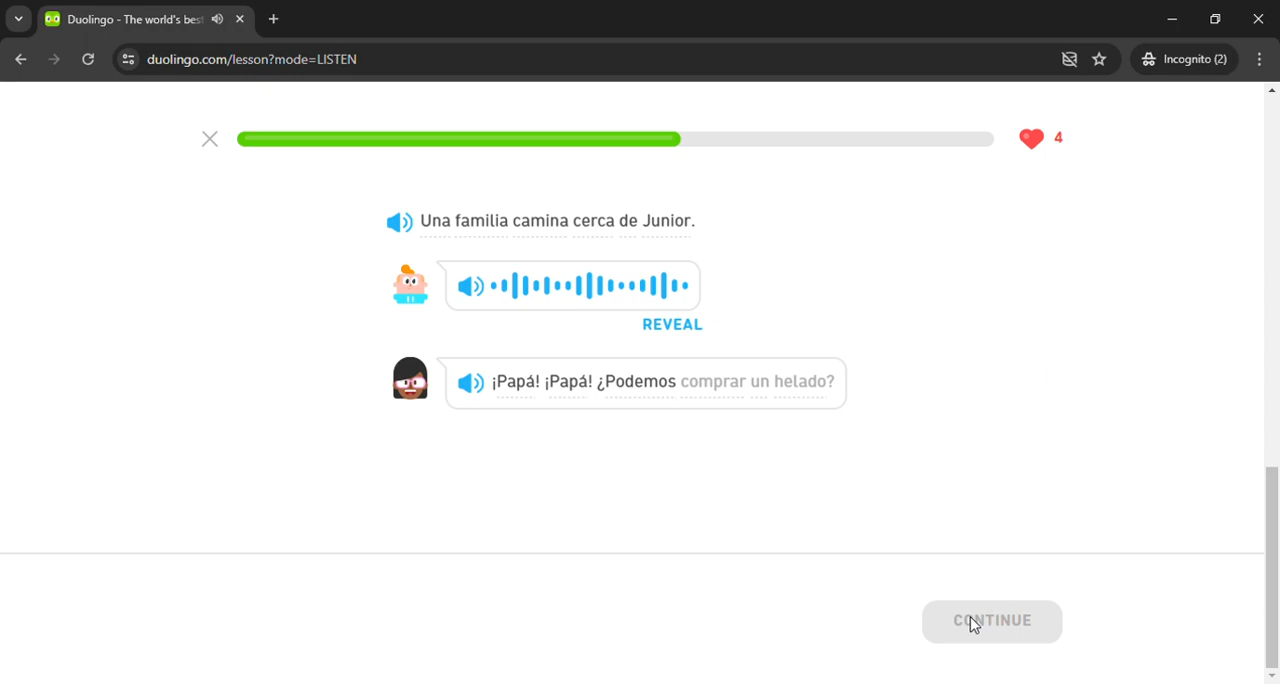 Duolingo - The world's bes
duolingo.com/lesson?mode=LISTEN
Incognito (2)
4
Una familia camina cerca de Junior.
REVEAL
¡Papá! ¡Papá! ¿Podemos comprar un helado?
CONTINUE